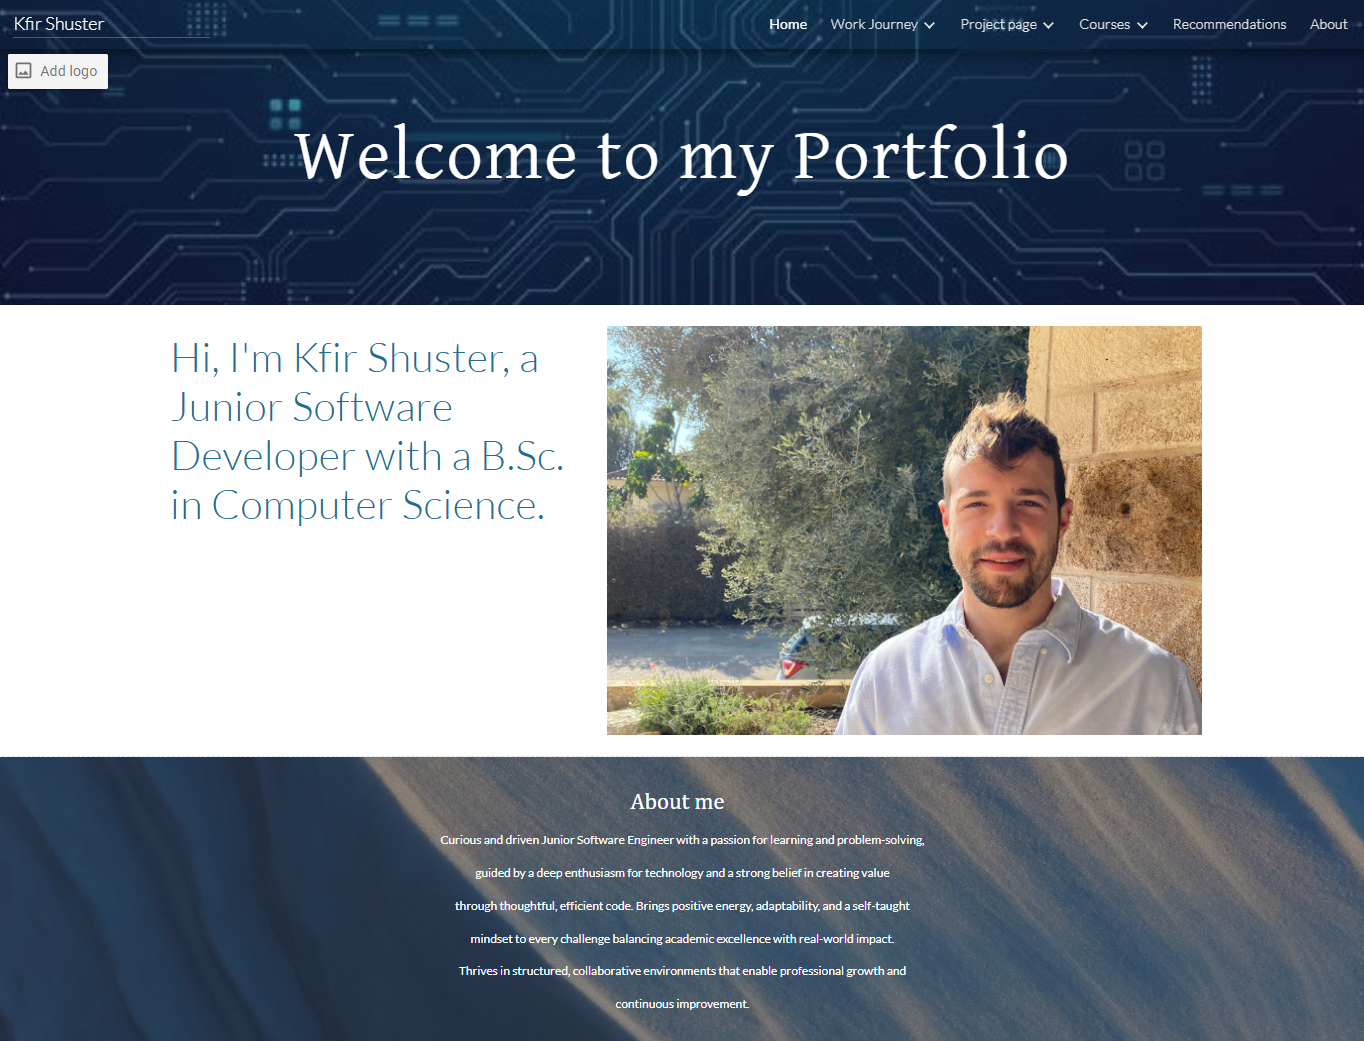 Kfir Shuster
Home Work Journey Project page Courses Recommendations About
Add logo
Welcome to my Portfolio
Hi, I'm Kfir Shuster, a
Junior Software
Developer with a B.Sc.
in Computer Science.
About me
Curious and driven Junior Software Engineer with a passion for learning and problem-solving,
guided by a deep enthusiasm for technology and a strong belief in creating value
through thoughtful, efficient code. Brings positive energy, adaptability, and a self-taught
mindset to every challenge balancing academic excellence with real-world impact.
Thrives in structured, collaborative environments that enable professional growth and
continuous improvement.